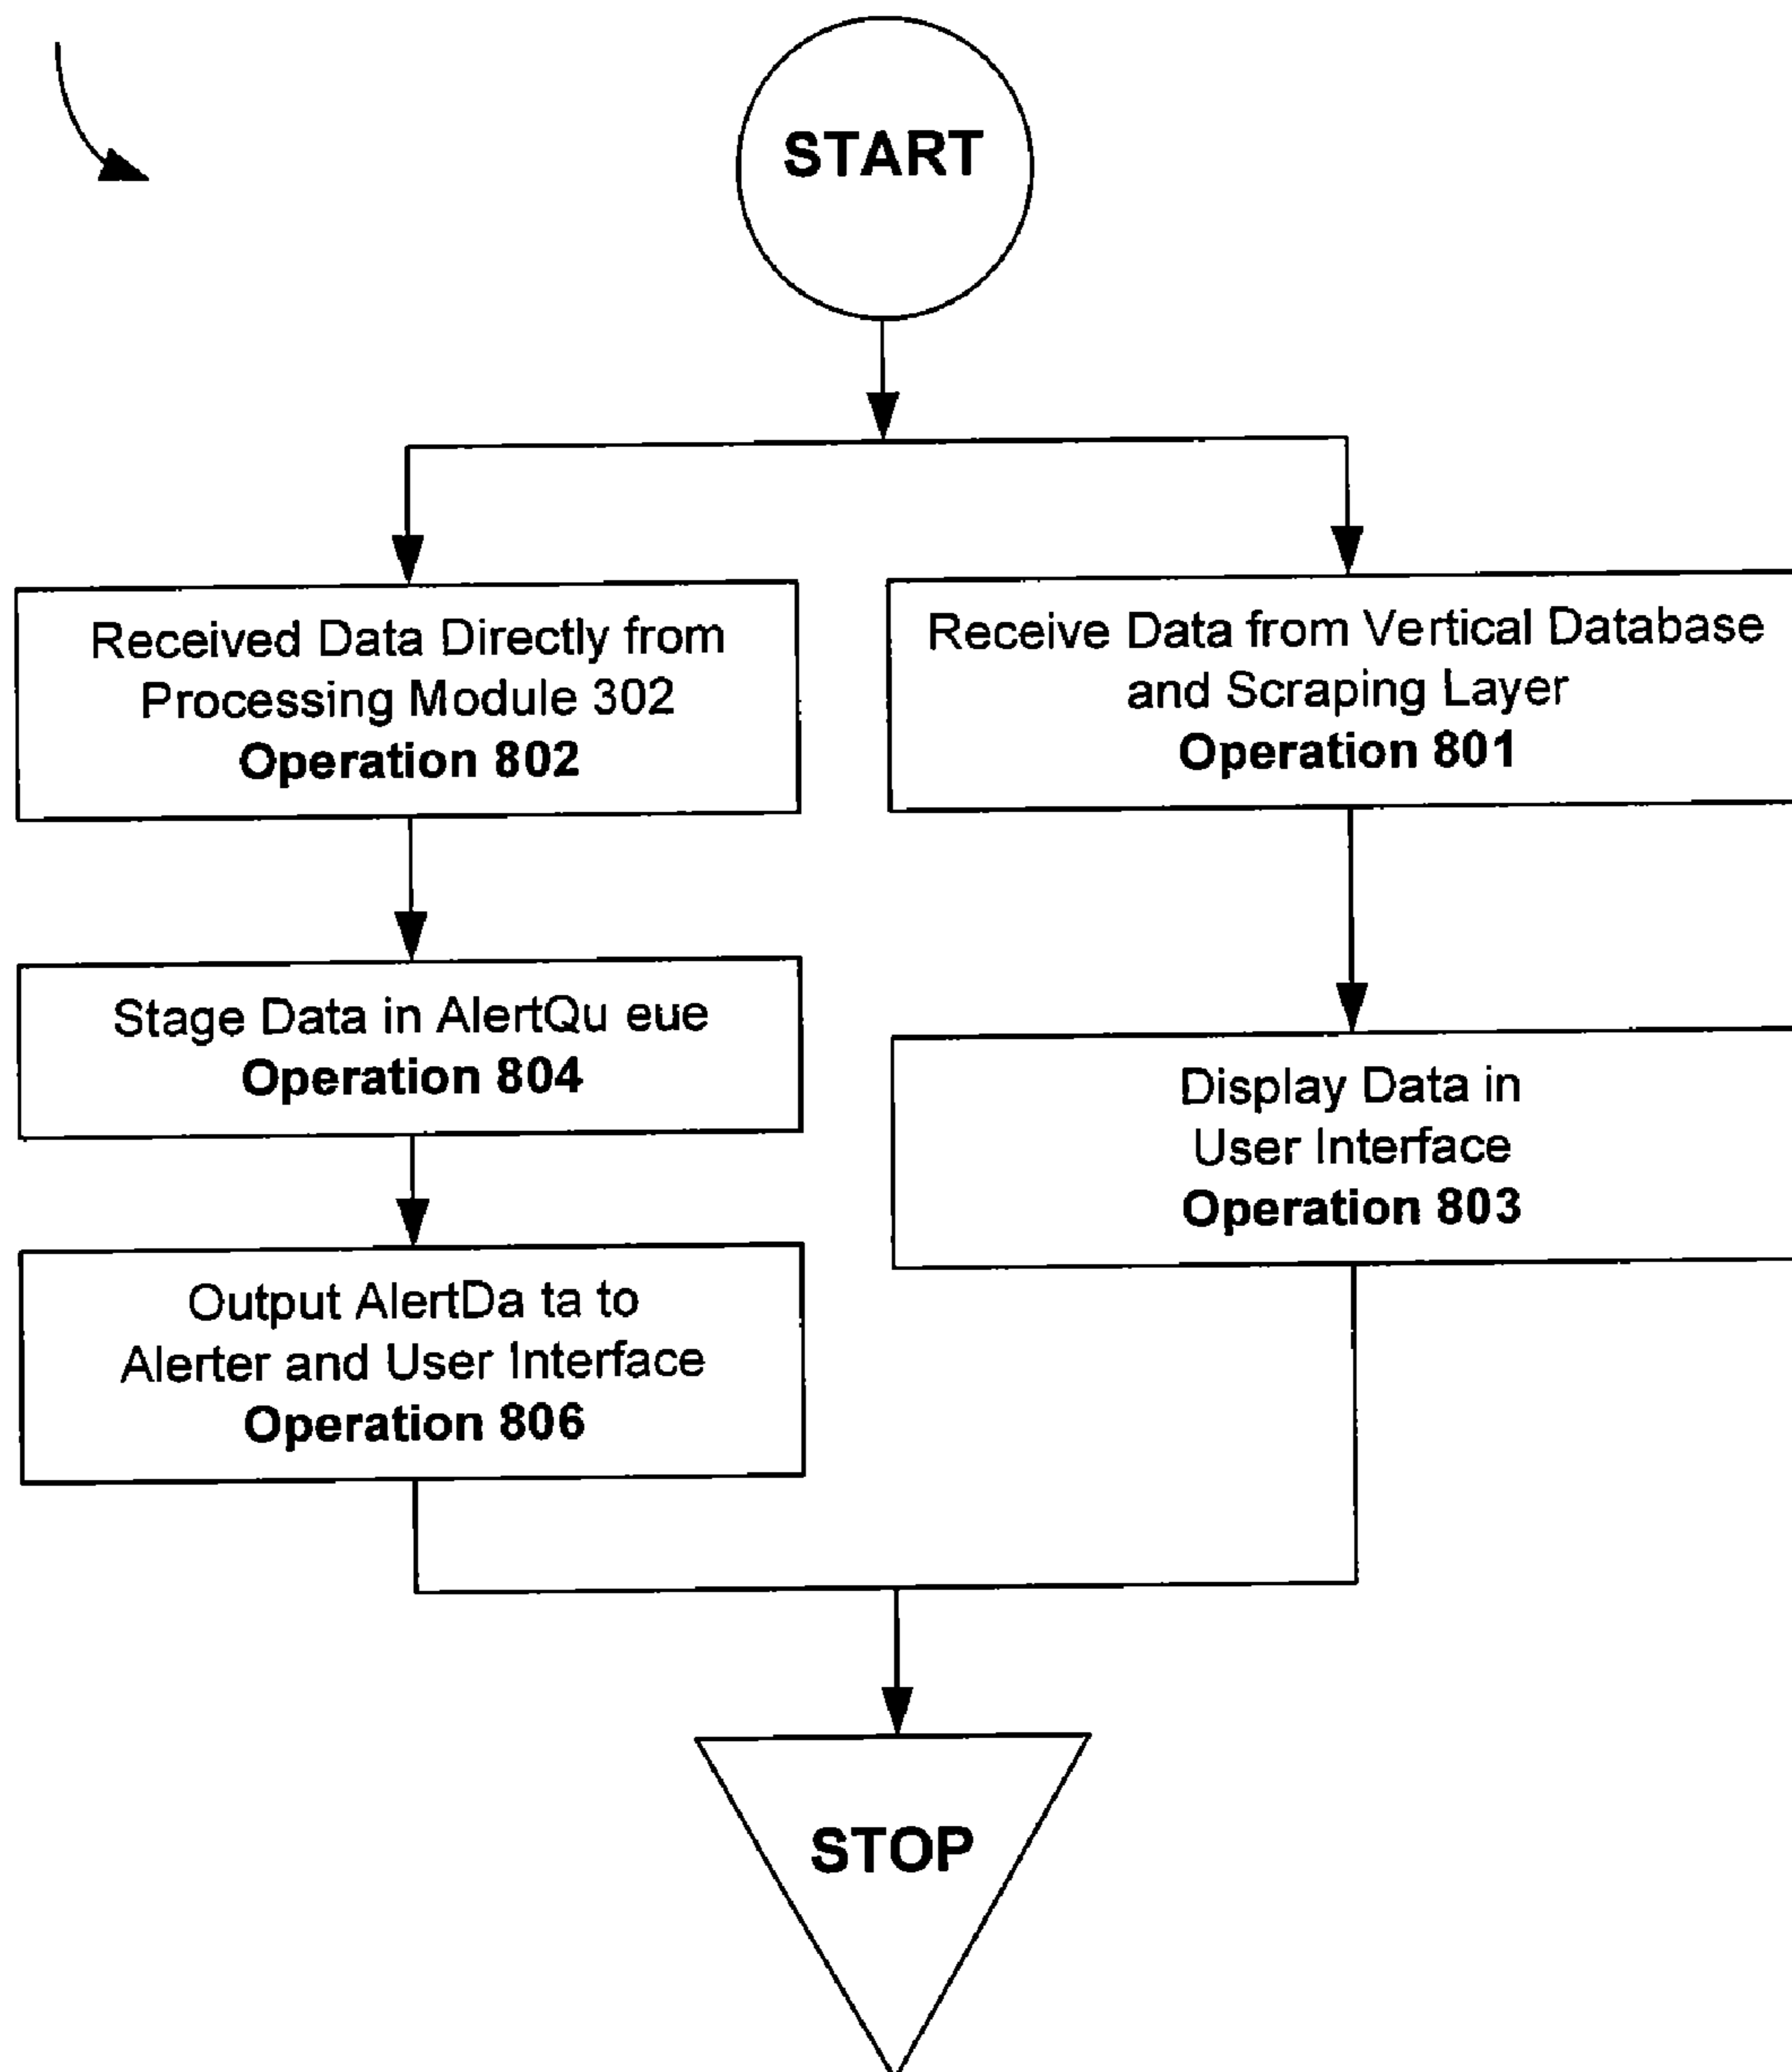 START
Received Data Directly from
Processing Module 302
Operation 802
Receive Data from Vertical Database
and Scraping Layer
Operation 801
Stage Data in AlertQu eue
Operation 804
Display Data in
User Interface
Operation 803
Output AlertDa ta to
Alerter and User Interface
Operation 806
STOP